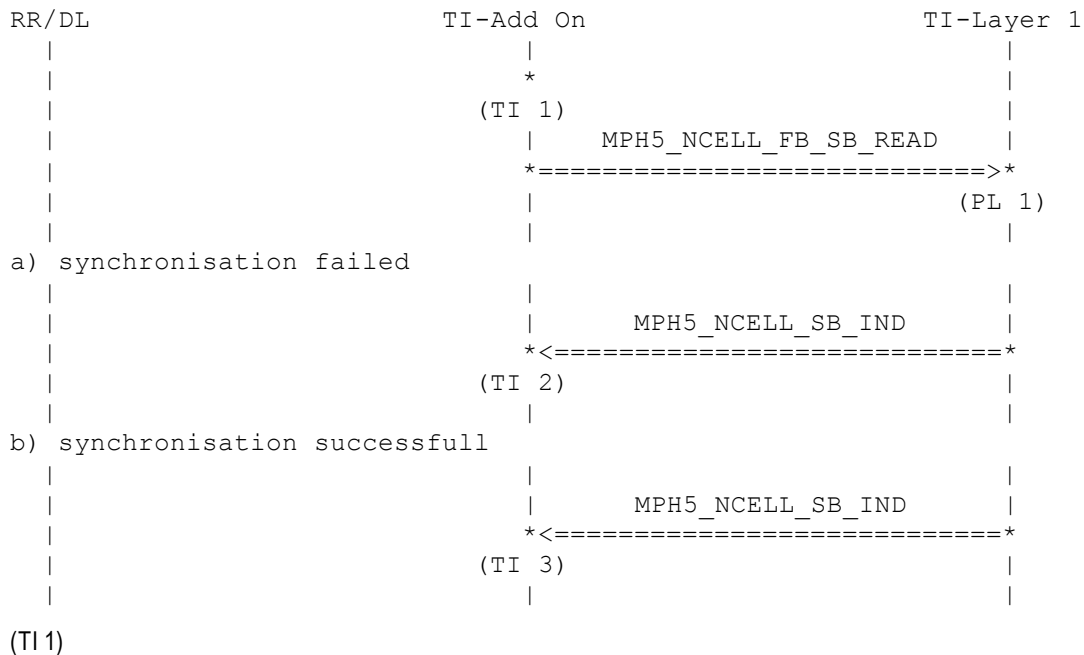 RR/DL TI-Add On TI-Layer 1
(TI 1)
MPH5_NCELL_FB_SB_READ
*============================>*
(PL 1)
a) synchronisation failed
MPH5_NCELL_SB_IND
*<============================*
(TI 2)
b) synchronisation successfull
MPH5_NCELL_SB_IND
*<============================*
(TI 3)
(TI 1)